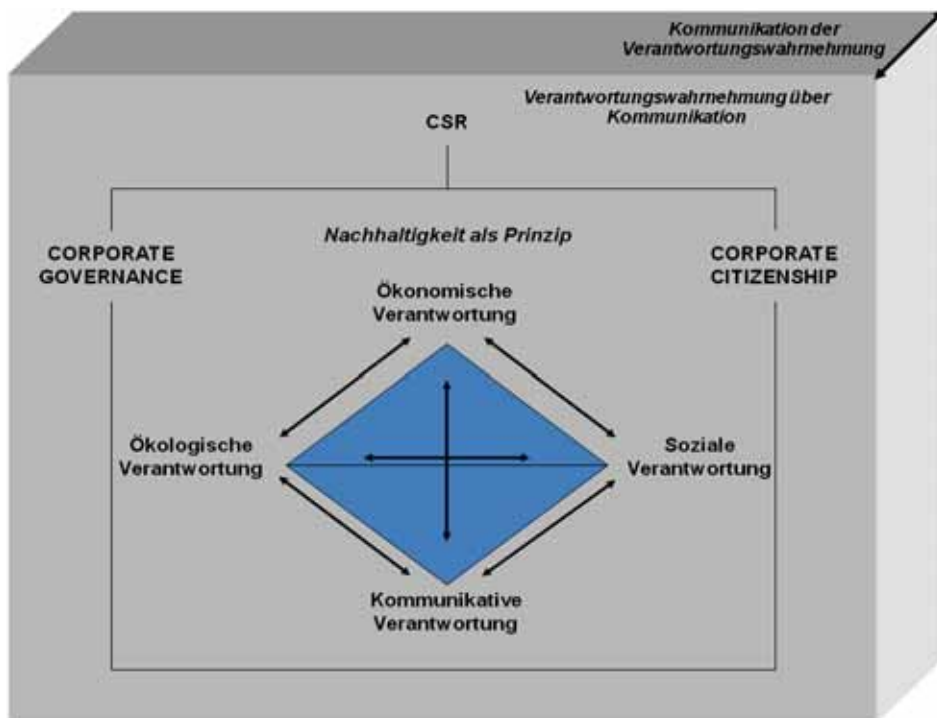 Kommunikation der
Verantwortungswahrnehmung
Verantwortungswahrnehmung über
Kommunikation
CSR
Nachhaltigkeit als Prinzip
CORPORATE
GOVERNANCE
CORPORATE
CITIZENSHIP
Ökonomische
Verantwortung
Ökologische
Verantwortung
Soziale
Verantwortung
Kommunikative
Verantwortung